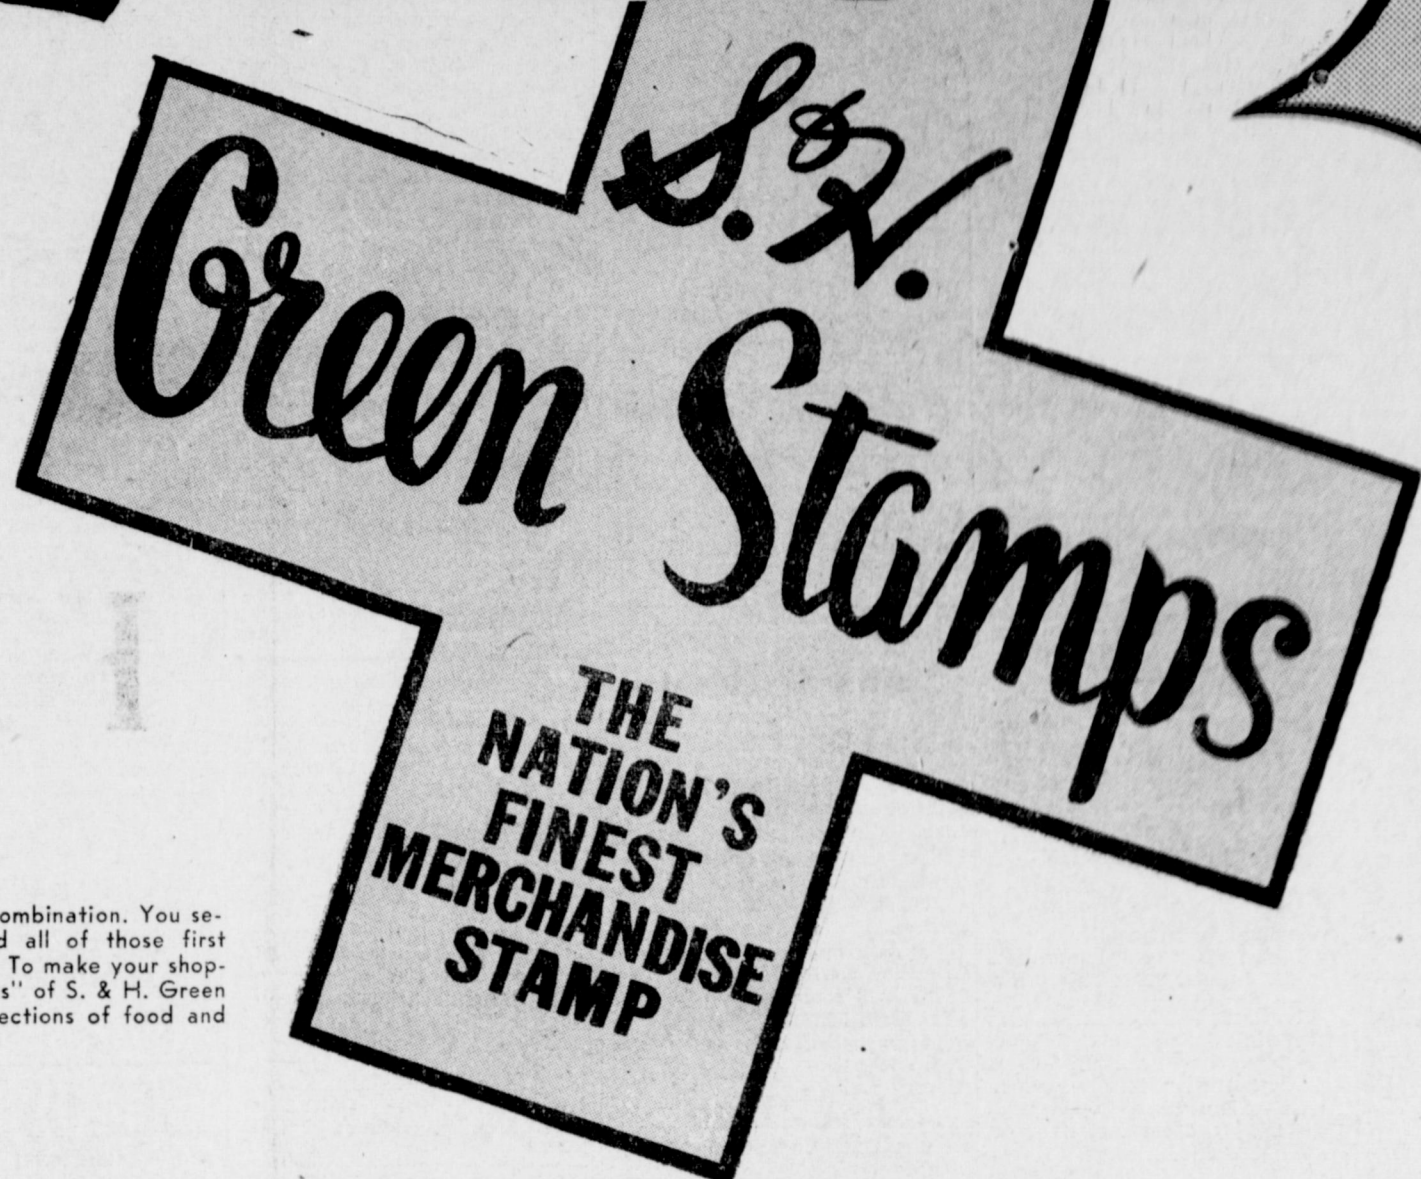 S. & H.
Green Stamps
THE
NATION'S
FINEST
MERCHANDISE
STAMP
ombination. You se-
d all of those first
To make your shop-
s" of S. & H. Green
ections of food and